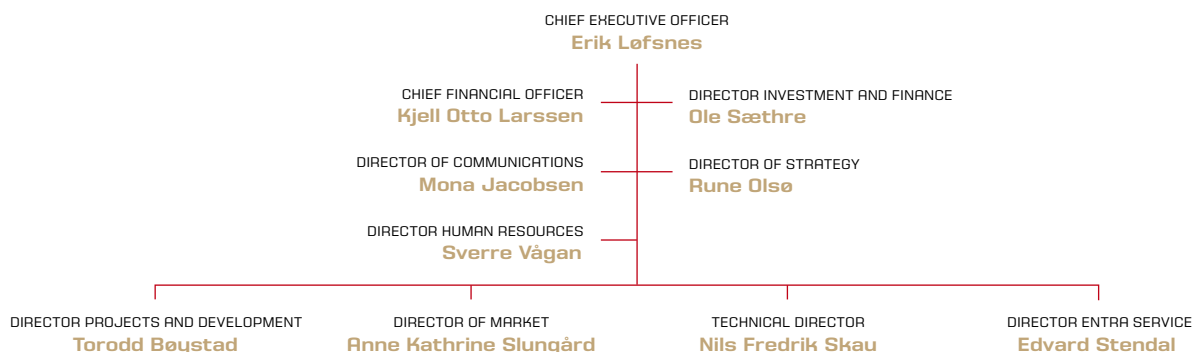 CHIEF EXECUTIVE OFFICER
Erik Løfsnes
CHIEF FINANCIAL OFFICER
Kjell Otto Larssen
DIRECTOR INVESTMENT AND FINANCE
Ole Sæthre
DIRECTOR OF COMMUNICATIONS
Mona Jacobsen
DIRECTOR OF STRATEGY
Rune Olsø
DIRECTOR HUMAN RESOURCES
Sverre Vågan
DIRECTOR PROJECTS AND DEVELOPMENT
Torodd Bøystad
DIRECTOR OF MARKET
Anne Kathrine Slungård
TECHNICAL DIRECTOR
Nils Fredrik Skau
DIRECTOR ENTRA SERVICE
Edvard Stendal